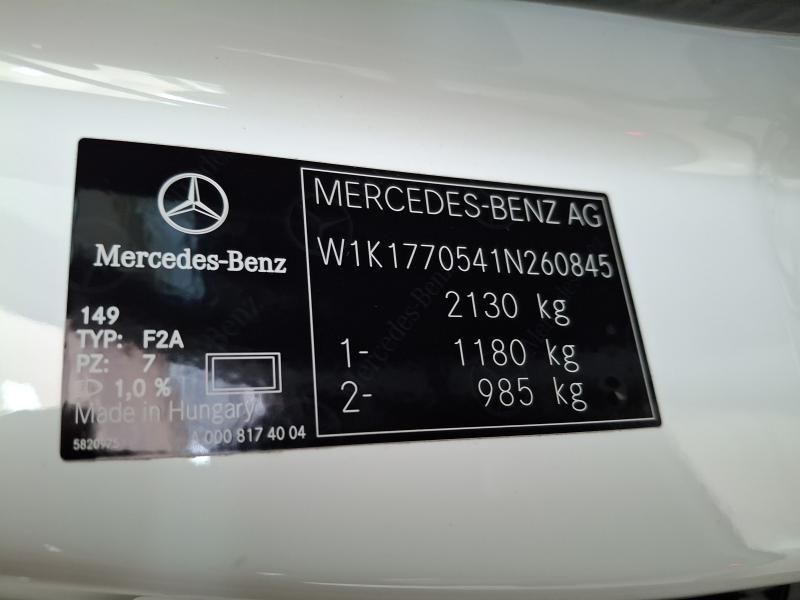 Mercedes-Benz
149
TYP: F2A
PZ: 7
1,0 %
Made in Hungary
A 000 817 40 04
MERCEDES-BENZ AG
W1K1770541N260845
2130 kg
1- 1180 kg
2- 985 kg